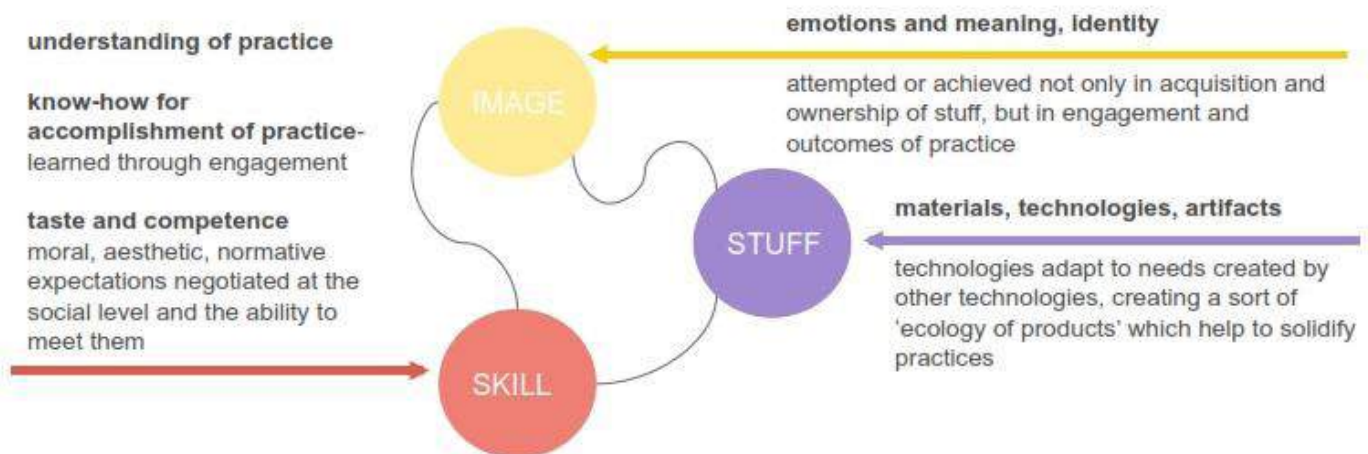 understanding of practice
know-how for
accomplishment of practice-
learned through engagement
taste and competence
moral, aesthetic, normative
expectations negotiated at the
social level and the ability to
meet them
IMAGE
SKILL
STUFF
emotions and meaning, identity
attempted or achieved not only in acquisition and
ownership of stuff, but in engagement and
outcomes of practice
materials, technologies, artifacts
technologies adapt to needs created by
other technologies, creating a sort of
‘ecology of products’ which help to solidify
practices